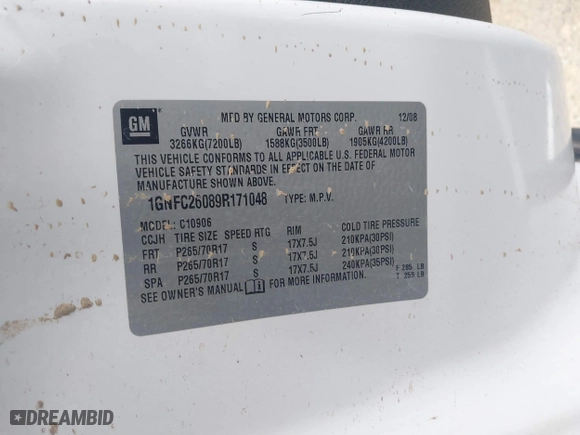 GM
MFD BY GENERAL MOTORS CORP. 12/08
GVWR GAWR FRT GAWR RR
3266KG(7200LB) 1588KG(3500LB) 1905KG(4200LB)
THIS VEHICLE CONFORMS TO ALL APPLICABLE U.S. FEDERAL MOTOR
VEHICLE SAFETY STANDARDS IN EFFECT ON THE DATE OF
MANUFACTURE SHOWN ABOVE.
1GNFC26089R171048 TYPE: M.P.V.
MODEL: C10906
CCJH TIRE SIZE SPEED RTG RIM COLD TIRE PRESSURE
FRT P265/70R17 S 17X7.5J 210KPA(30PSI)
RR P265/70R17 S 17X7.5J 210KPA(30PSI)
SPA P265/70R17 S 17X7.5J 240KPA(35PSI)
F 285 LB
T 259 LB
SEE OWNER'S MANUAL FOR MORE INFORMATION.
DREAMBID